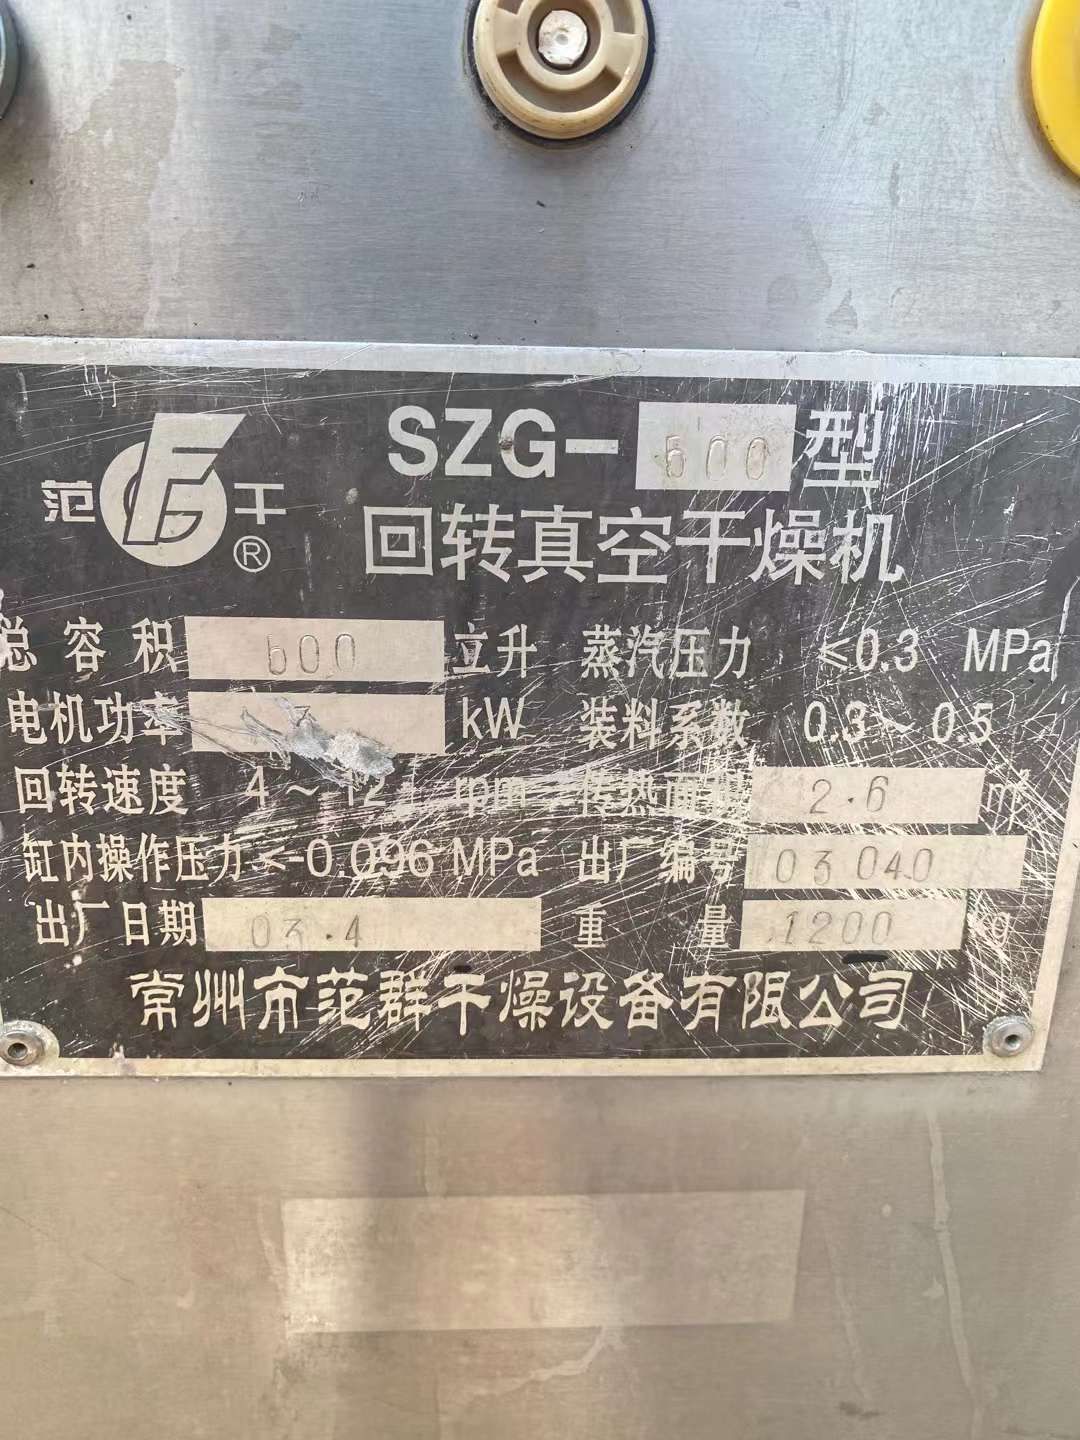 范 干
®
SZG-500型
回转真空干燥机
总容积 500 立升 蒸汽压力 ≤0.3 MPa
电机功率 kW 装料系数 0.3~0.5
回转速度 4~12 rpm 传热面积 2.6 m²
缸内操作压力<-0.096 MPa 出厂编号 03040
出厂日期 03.4 重量 1200
常州市范群干燥设备有限公司